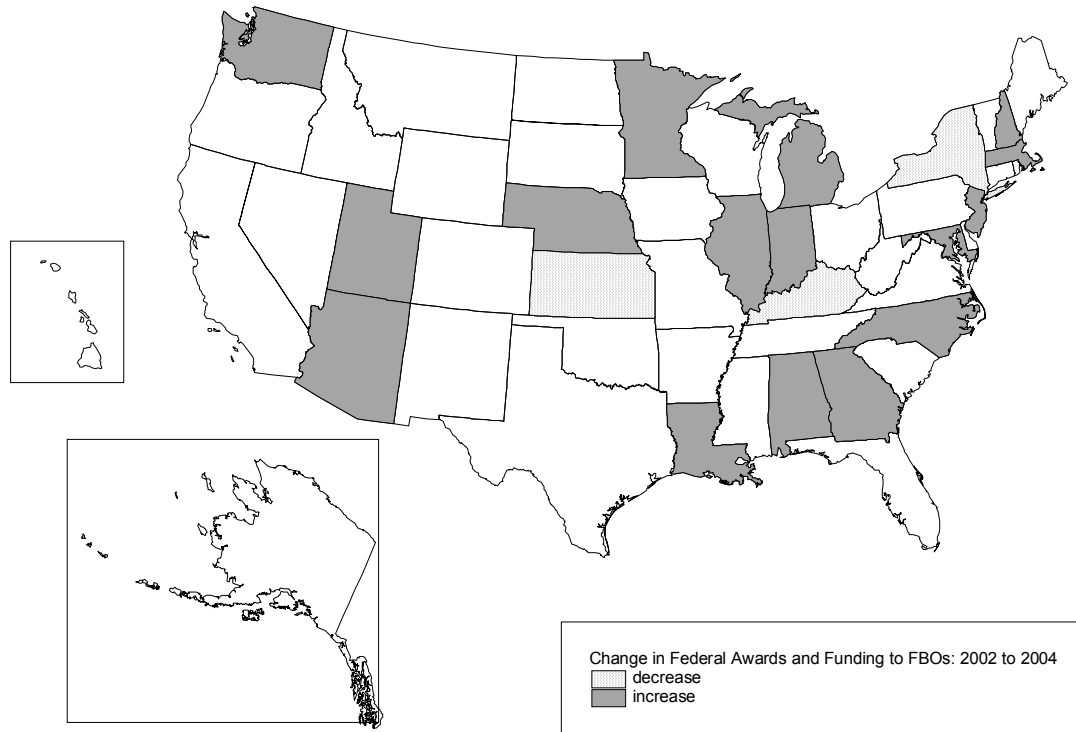 Change in Federal Awards and Funding to FBOs: 2002 to 2004
decrease
increase